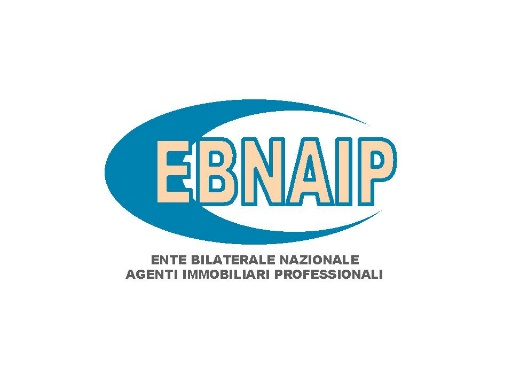 EBNAIP
ENTE BILATERALE NAZIONALE
AGENTI IMMOBILIARI PROFESSIONALI